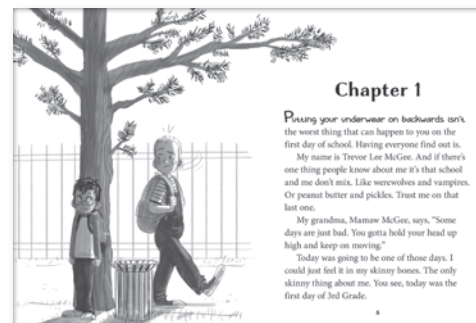 Chapter 1
Putting your underwear on backwards isn't
the worst thing that can happen to you on the
first day of school. Having everyone find out is.
My name is Trevor Lee McGee. And if there's
one thing people know about me it's that school
and me don't mix. Like werewolves and vampires.
Or peanut butter and pickles. Trust me on that
last one.
My grandma, Mamaw McGee, says, "Some
days are just bad. You gotta hold your head up
high and keep on moving."
Today was going to be one of those days. I
could just feel it in my skinny bones. The only
skinny thing about me. You see, today was the
first day of 3rd Grade.